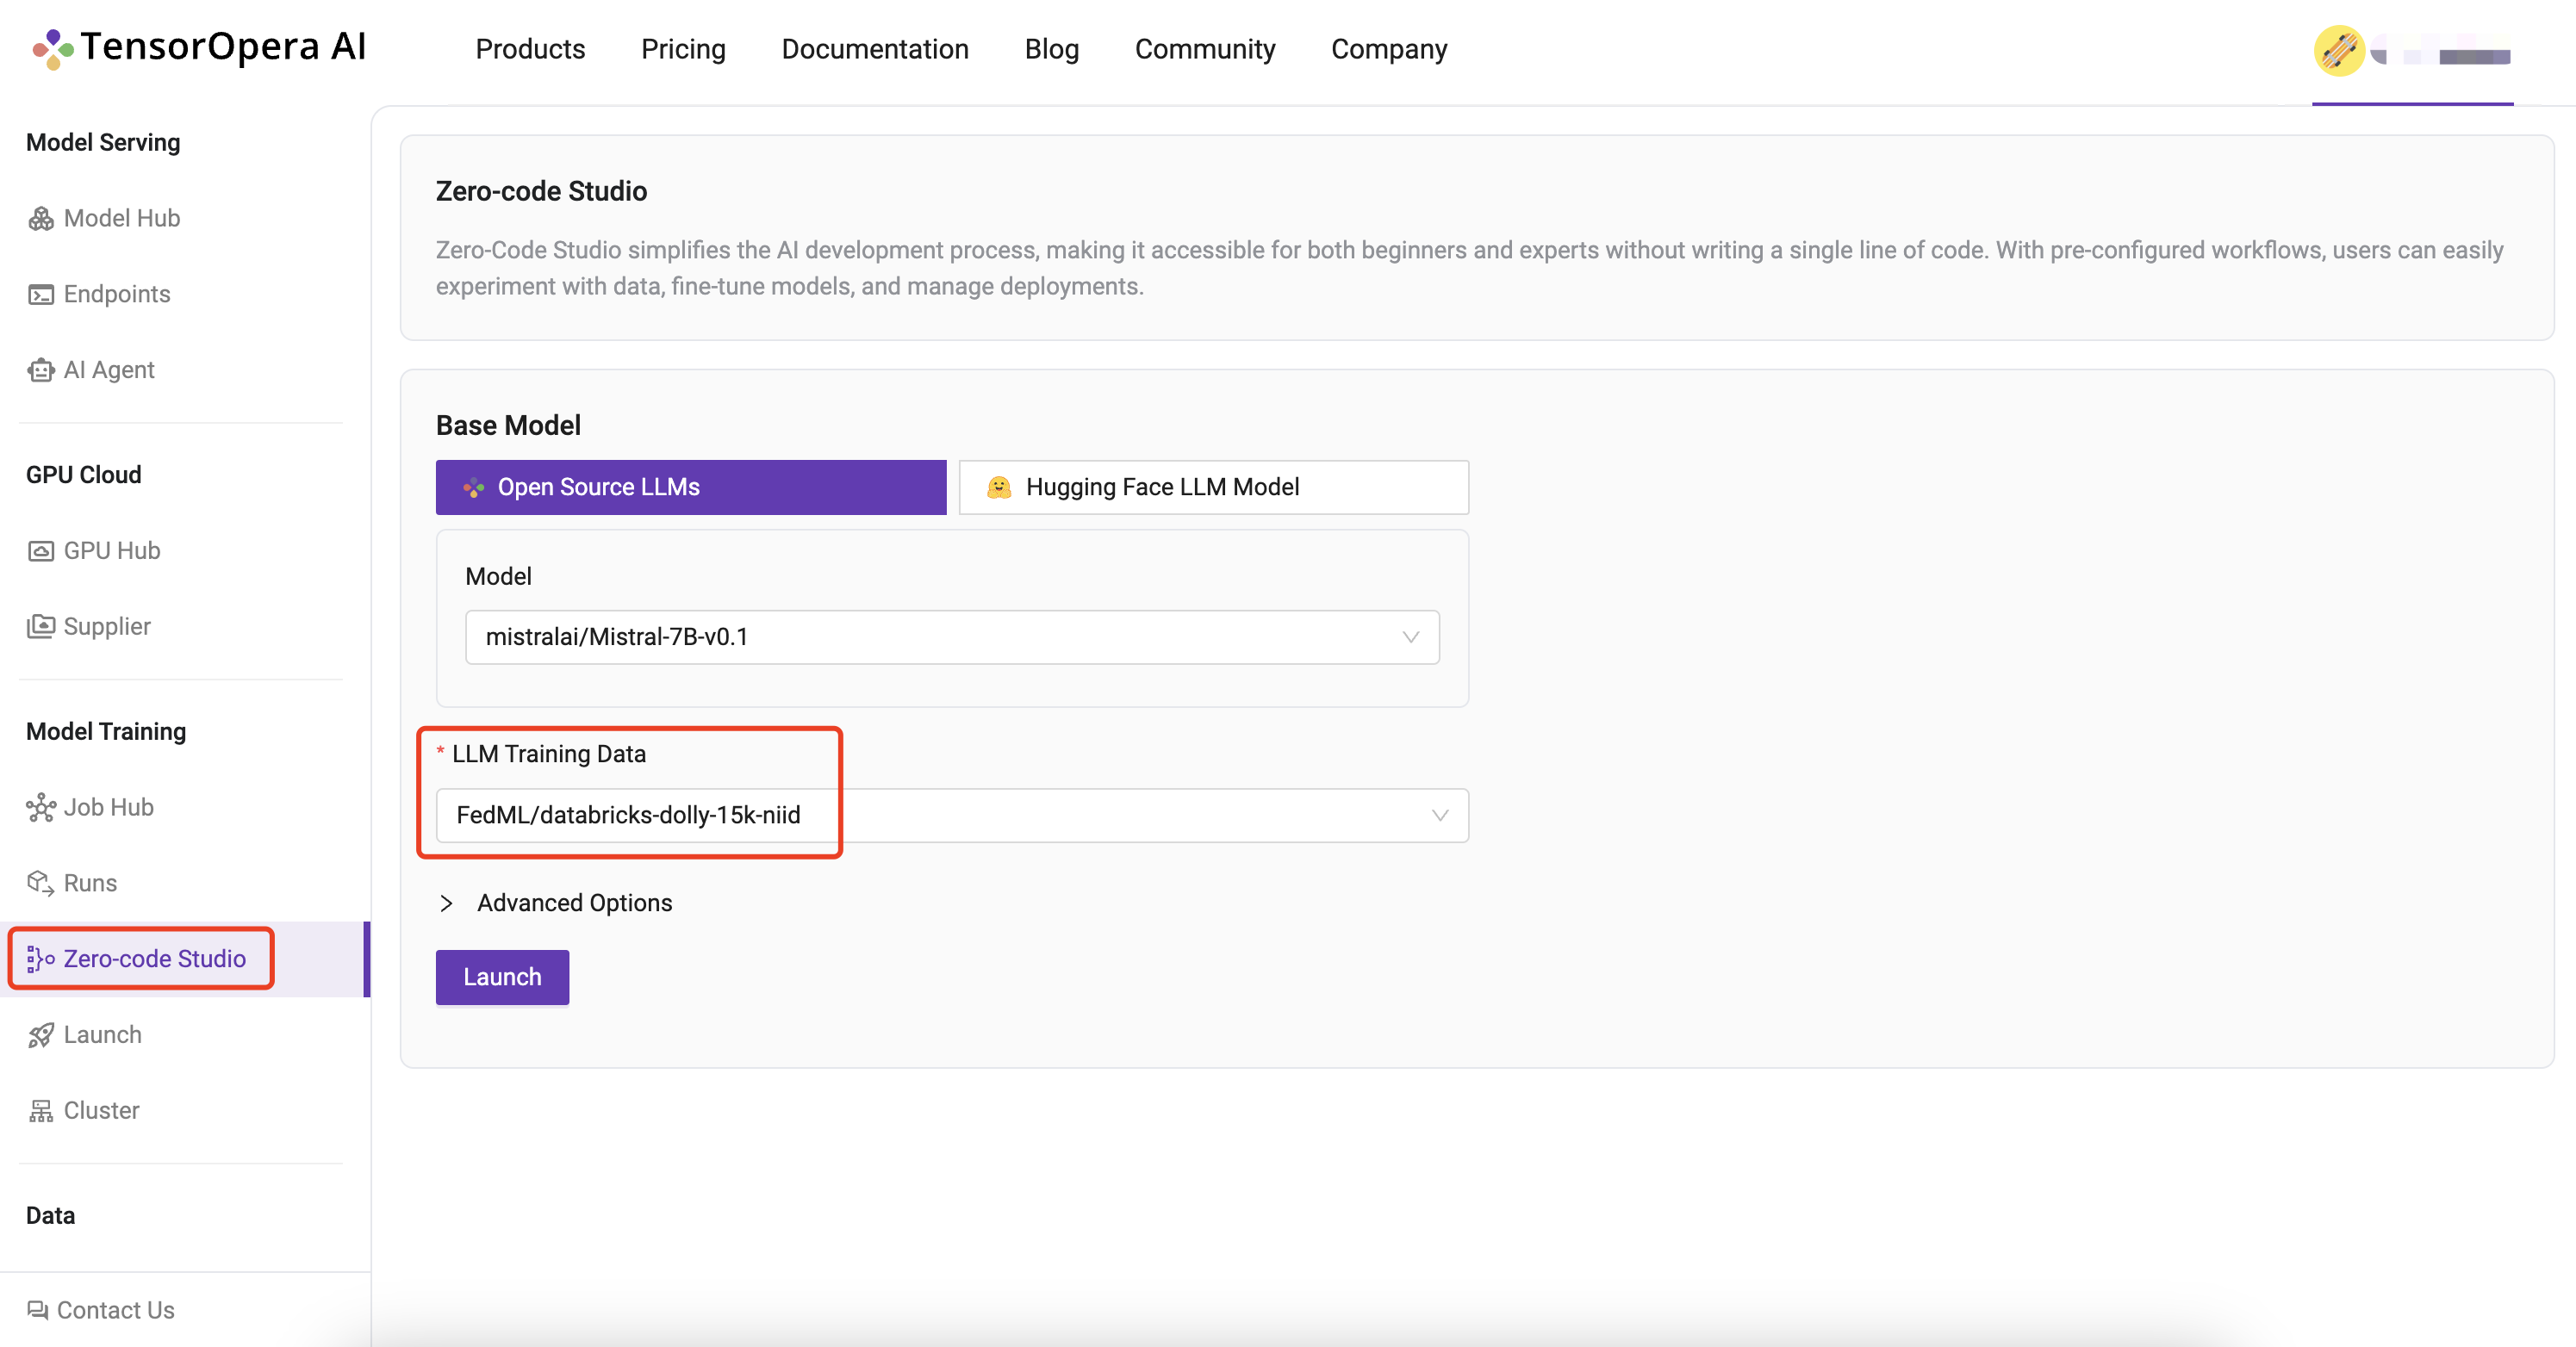 TensorOpera AI
Products
Pricing
Documentation
Blog
Community
Company
Model Serving
Model Hub
Endpoints
AI Agent
GPU Cloud
GPU Hub
Supplier
Model Training
Job Hub
Runs
Zero-code Studio
Launch
Cluster
Data
Contact Us
Zero-code Studio
Zero-Code Studio simplifies the AI development process, making it accessible for both beginners and experts without writing a single line of code. With pre-configured workflows, users can easily
experiment with data, fine-tune models, and manage deployments.
Base Model
Open Source LLMs
Hugging Face LLM Model
Model
mistralai/Mistral-7B-v0.1
* LLM Training Data
FedML/databricks-dolly-15k-niid
Advanced Options
Launch